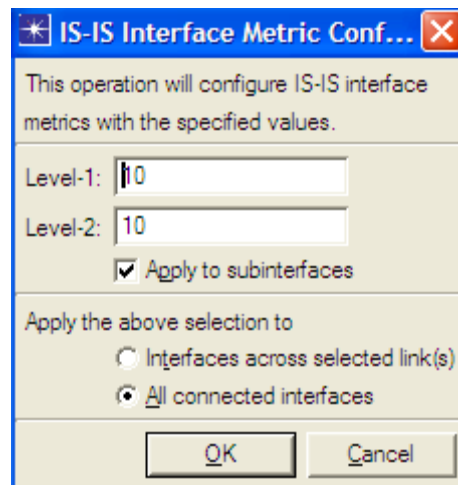 IS-IS Interface Metric Conf...
This operation will configure IS-IS interface
metrics with the specified values.
Level-1: 10
Level-2: 10
Apply to subinterfaces
Apply the above selection to
Interfaces across selected link(s)
All connected interfaces
OK Cancel